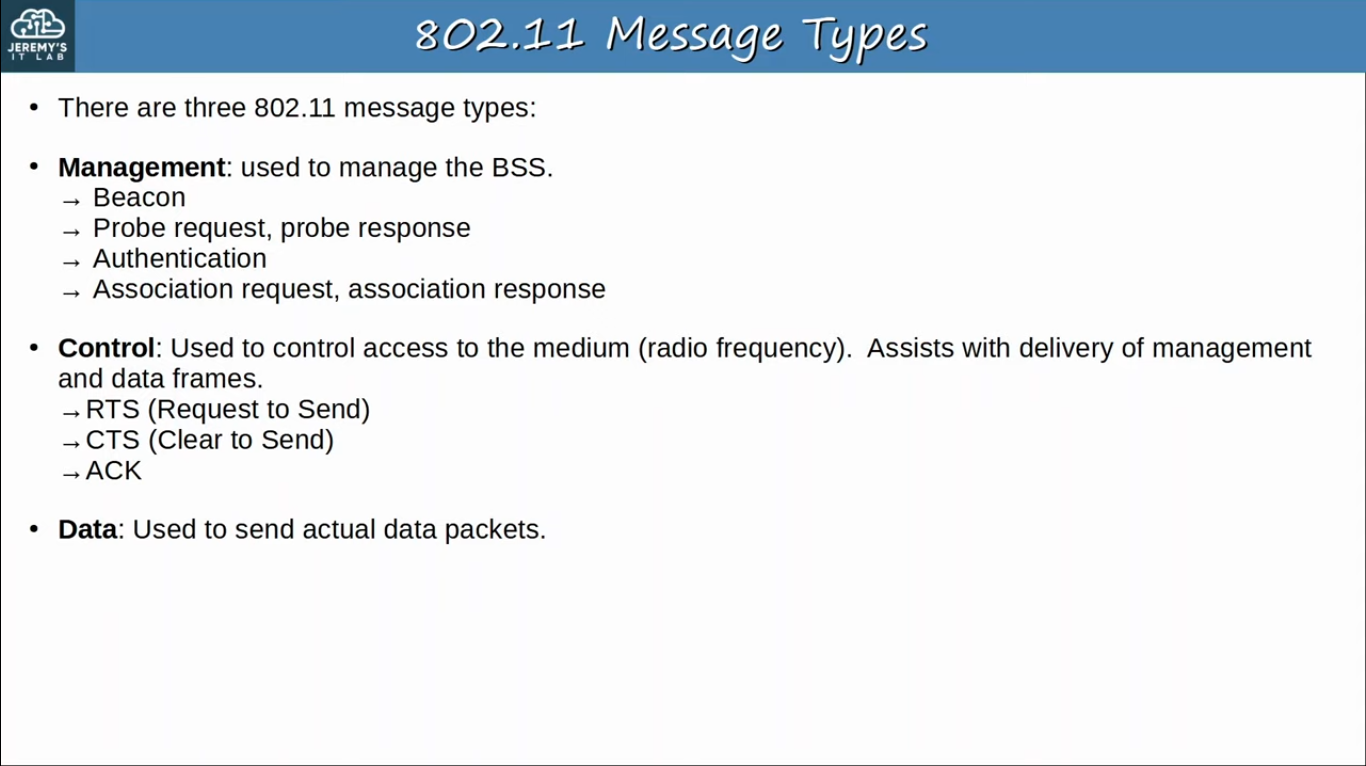 JEREMY'S
IT LAB
802.11 Message Types
• There are three 802.11 message types:
• Management: used to manage the BSS.
→ Beacon
→ Probe request, probe response
→ Authentication
→ Association request, association response
• Control: Used to control access to the medium (radio frequency).  Assists with delivery of management
and data frames.
→RTS (Request to Send)
→CTS (Clear to Send)
→ACK
• Data: Used to send actual data packets.